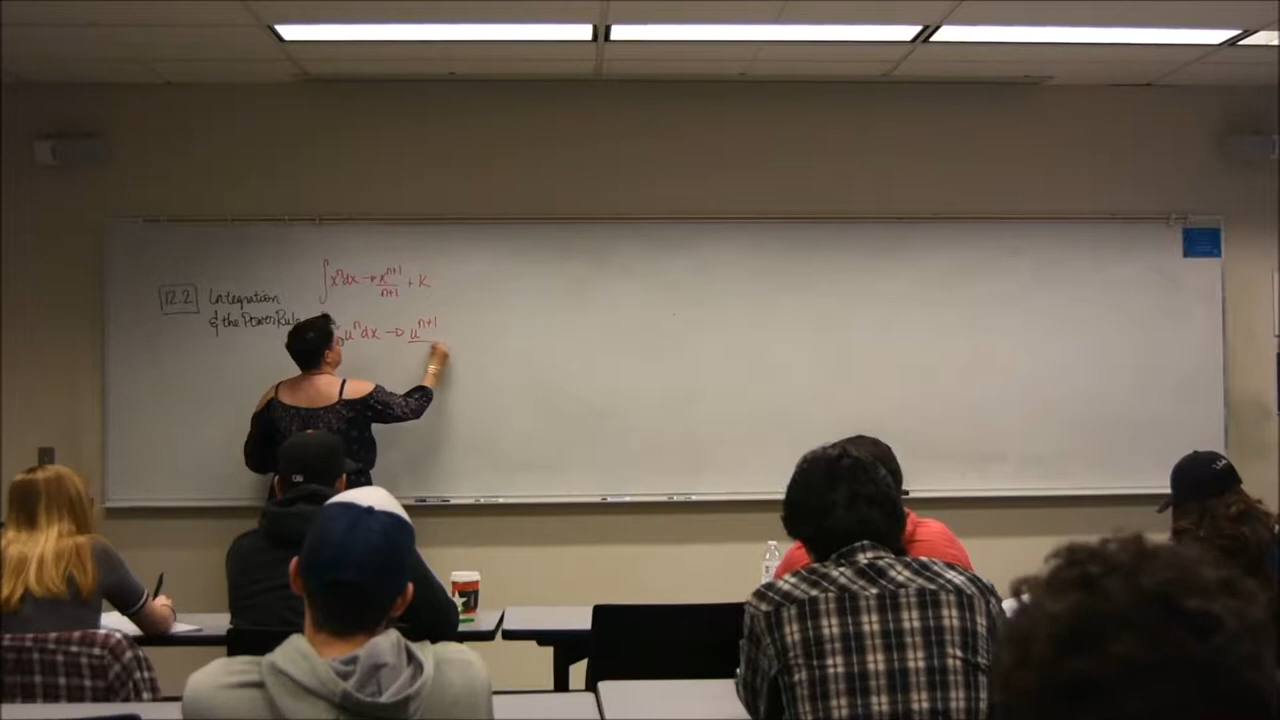 12.2 Integration
& the Power Rule
∫xⁿdx → xⁿ⁺¹/n+1 + K
uⁿdx → uⁿ⁺¹